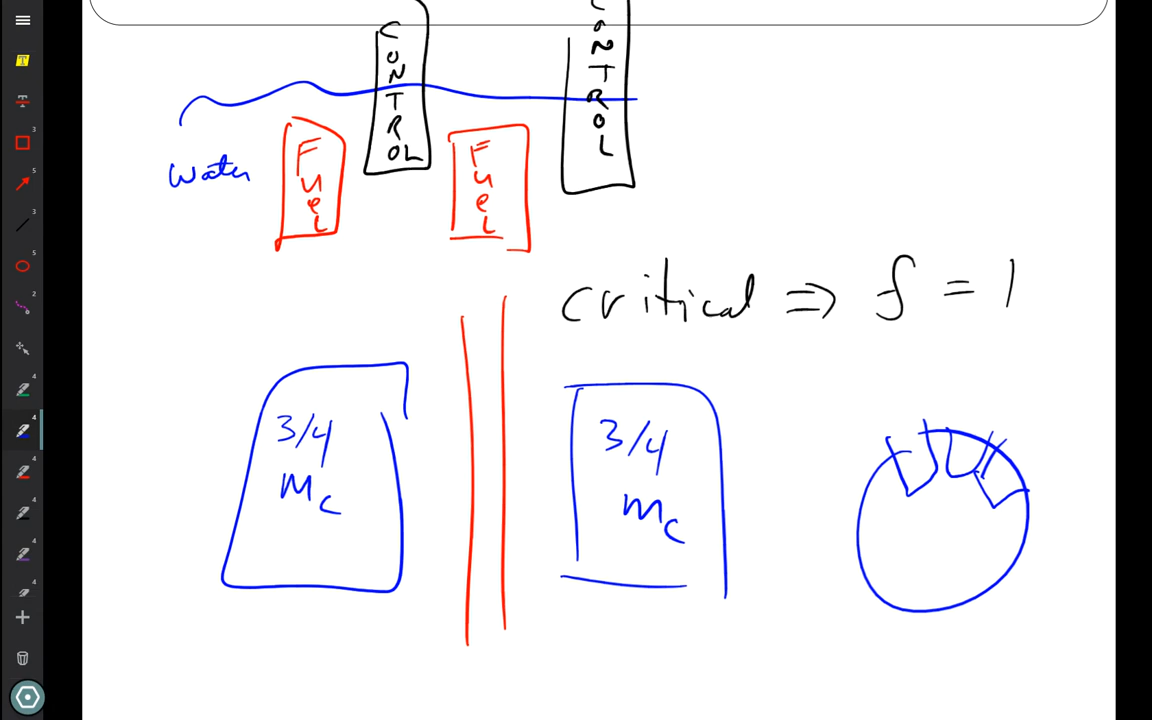 CONTROL
CONTROL
Water
FueL
FueL
critical ⇒ f = 1
3/4
mc
3/4
mc